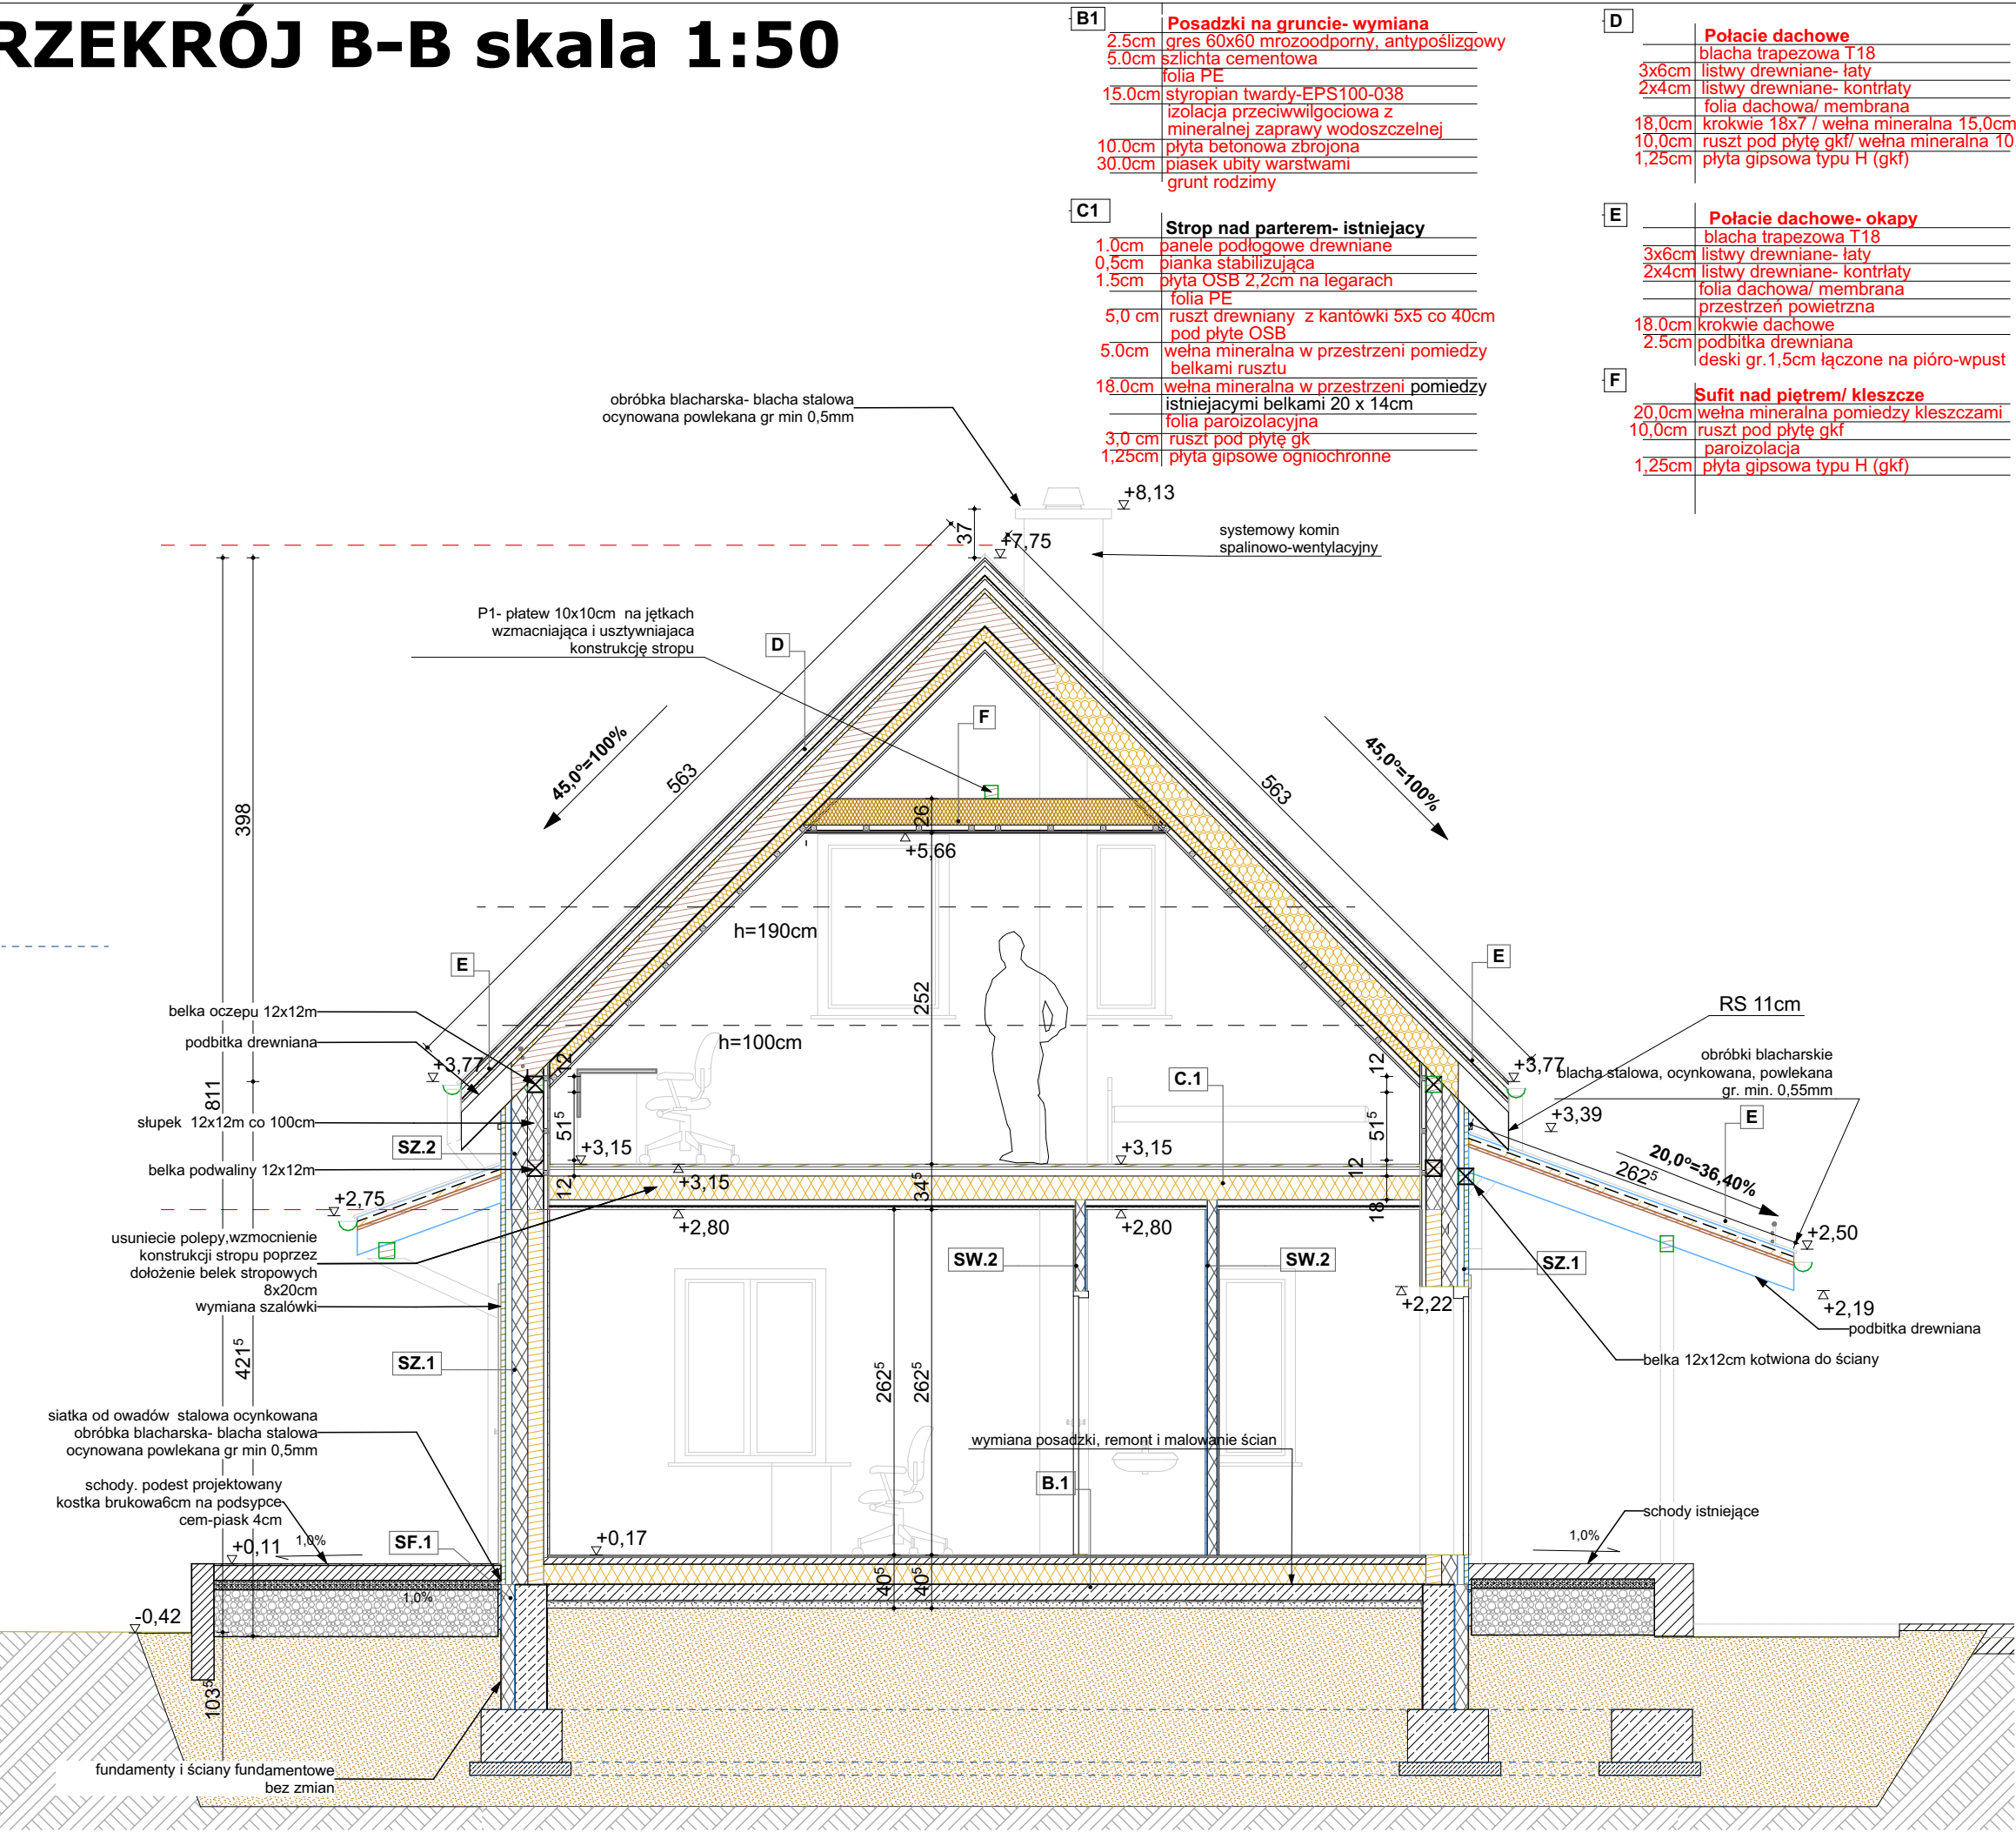 RZEKRÓJ B-B skala 1:50
B1
Posadzki na gruncie- wymiana
2.5cm gres 60x60 mrozoodporny, antypoślizgowy
5.0cm szlichta cementowa
folia PE
15.0cm styropian twardy-EPS100-038
izolacja przeciwwilgociowa z
mineralnej zaprawy wodoszczelnej
10.0cm płyta betonowa zbrojona
30.0cm piasek ubity warstwami
grunt rodzimy
C1
Strop nad parterem- istniejacy
1.0cm panele podłogowe drewniane
0,5cm pianka stabilizująca
1.5cm płyta OSB 2,2cm na legarach
folia PE
5,0 cm ruszt drewniany z kantówki 5x5 co 40cm
pod płyte OSB
5.0cm wełna mineralna w przestrzeni pomiedzy
belkami rusztu
18.0cm wełna mineralna w przestrzeni pomiedzy
istniejacymi belkami 20 x 14cm
folia paroizolacyjna
3,0 cm ruszt pod płytę gk
1,25cm płyta gipsowe ogniochronne
D
Połacie dachowe
blacha trapezowa T18
3x6cm listwy drewniane- łaty
2x4cm listwy drewniane- kontrłaty
folia dachowa/ membrana
18,0cm krokwie 18x7 / wełna mineralna 15,0cm
10,0cm ruszt pod płytę gkf/ wełna mineralna 10
1,25cm płyta gipsowa typu H (gkf)
E
Połacie dachowe- okapy
blacha trapezowa T18
3x6cm listwy drewniane- łaty
2x4cm listwy drewniane- kontrłaty
folia dachowa/ membrana
przestrzeń powietrzna
18.0cm krokwie dachowe
2.5cm podbitka drewniana
deski gr.1,5cm łączone na pióro-wpust
F
Sufit nad piętrem/ kleszcze
20,0cm wełna mineralna pomiedzy kleszczami
10,0cm ruszt pod płytę gkf
paroizolacja
1,25cm płyta gipsowa typu H (gkf)
obróbka blacharska- blacha stalowa
ocynowana powlekana gr min 0,5mm
+8,13
37
+7,75
systemowy komin
spalinowo-wentylacyjny
P1- płatew 10x10cm na jętkach
wzmacniająca i usztywniajaca
konstrukcję stropu
D
F
45,0°=100%
563
563
45,0°=100%
398
26
+5,66
h=190cm
E
E
252
belka oczepu 12x12m
podbitka drewniana
h=100cm
RS 11cm
+3,77
+3,77
obróbki blacharskie
blacha stalowa, ocynkowana, powlekana
gr. min. 0,55mm
12
12
C.1
811
słupek 12x12m co 100cm
51⁵
51⁵
+3,39
E
SZ.2
+3,15
+3,15
belka podwaliny 12x12m
12
+3,15
34⁵
12
18
20,0°=36,40%
262⁵
+2,75
+2,80
+2,80
+2,50
usuniecie polepy,wzmocnienie
konstrukcji stropu poprzez
dołożenie belek stropowych
8x20cm
SW.2
SW.2
SZ.1
wymiana szalówki
+2,22
+2,19
podbitka drewniana
421⁵
SZ.1
belka 12x12cm kotwiona do ściany
262⁵
262⁵
siatka od owadów stalowa ocynkowana
obróbka blacharska- blacha stalowa
ocynowana powlekana gr min 0,5mm
wymiana posadzki, remont i malowanie ścian
B.1
schody. podest projektowany
kostka brukowa6cm na podsypce
cem-piask 4cm
schody istniejące
+0,11
1,0%
SF.1
+0,17
1,0%
40⁵
40⁵
1,0%
-0,42
103⁵
fundamenty i ściany fundamentowe
bez zmian